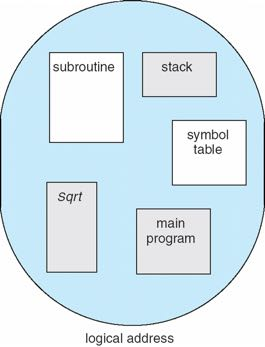 subroutine
stack
symbol
table
Sqrt
main
program
logical address